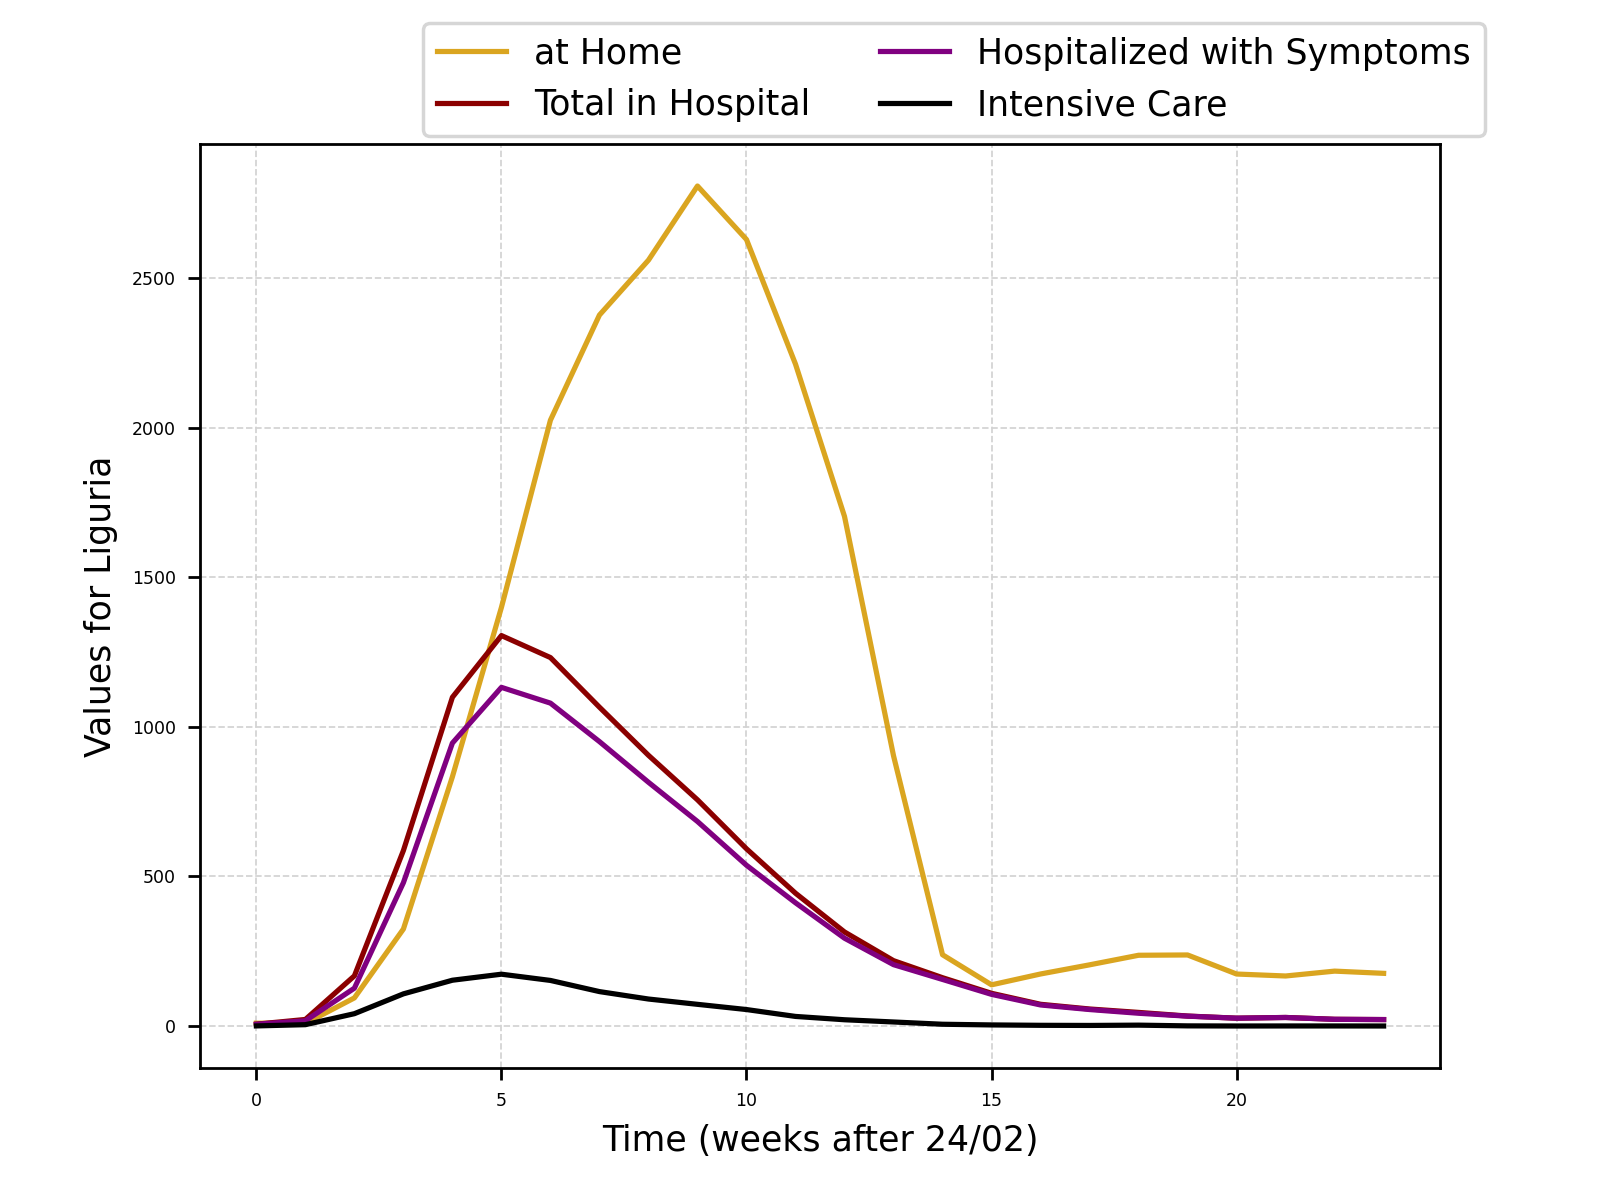 at Home
Total in Hospital
Hospitalized with Symptoms
Intensive Care
Values for Liguria
2500
2000
1500
1000
500
0
0 5 10 15 20
Time (weeks after 24/02)